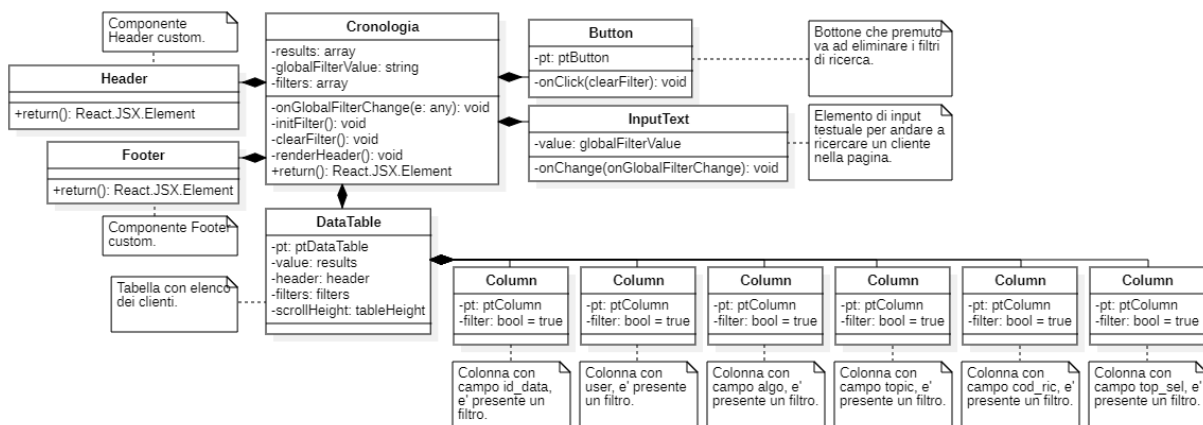 Componente
Header custom.
Header
+return(): React.JSX.Element
Cronologia
-results: array
-globalFilterValue: string
-filters: array
-onGlobalFilterChange(e: any): void
-initFilter(): void
-clearFilter(): void
-renderHeader(): void
+return(): React.JSX.Element
Button
-pt: ptButton
-onClick(clearFilter): void
Bottone che premuto
va ad eliminare i filtri
di ricerca.
InputText
-value: globalFilterValue
-onChange(onGlobalFilterChange): void
Elemento di input
testuale per andare a
ricercare un cliente
nella pagina.
Footer
+return(): React.JSX.Element
Componente Footer
custom.
DataTable
-pt: ptDataTable
-value: results
-header: header
-filters: filters
-scrollHeight: tableHeight
Tabella con elenco
dei clienti.
Column
-pt: ptColumn
-filter: bool = true
Column
-pt: ptColumn
-filter: bool = true
Column
-pt: ptColumn
-filter: bool = true
Column
-pt: ptColumn
-filter: bool = true
Column
-pt: ptColumn
-filter: bool = true
Column
-pt: ptColumn
-filter: bool = true
Colonna con
campo id_data,
e' presente un
filtro.
Colonna con
user, e' presente
un filtro.
Colonna con
campo algo, e'
presente un filtro.
Colonna con
campo topic, e'
presente un filtro.
Colonna con
campo cod_ric, e'
presente un filtro.
Colonna con
campo top_sel, e'
presente un filtro.